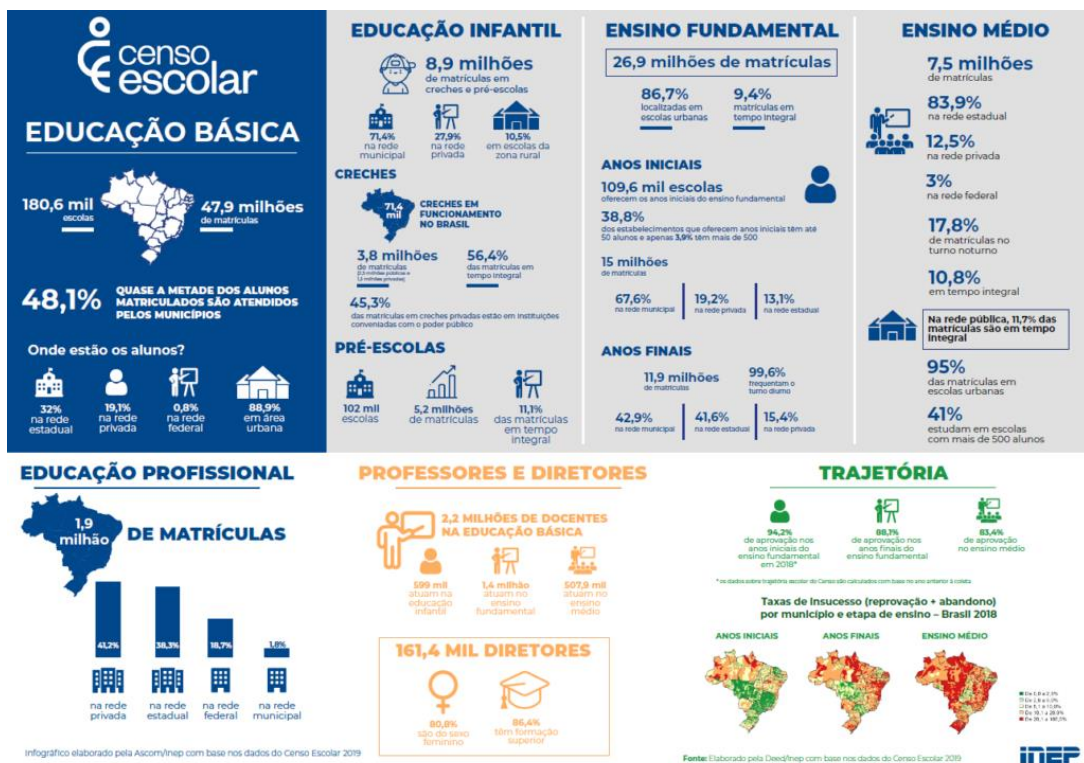 censo
escolar
EDUCAÇÃO BÁSICA
180,6 mil
escolas
47,9 milhões
de matrículas
48,1%
QUASE A METADE DOS ALUNOS
MATRICULADOS SÃO ATENDIDOS
PELOS MUNICÍPIOS
Onde estão os alunos?
32%
na rede
estadual
19,1%
na rede
privada
0,8%
na rede
federal
88,9%
em área
urbana
EDUCAÇÃO INFANTIL
8,9 milhões
de matrículas em
creches e pré-escolas
71,4%
na rede
municipal
27,9%
na rede
privada
10,5%
em escolas da
zona rural
CRECHES
71,4
mil
CRECHES EM
FUNCIONAMENTO
NO BRASIL
3,8 milhões
de matrículas
56,4%
das matrículas em
tempo integral
45,3%
das matrículas em creches privadas estão em instituições
conveniadas com o poder público
PRÉ-ESCOLAS
102 mil
escolas
5,2 milhões
de matrículas
11,1%
das matrículas
em tempo
integral
ENSINO FUNDAMENTAL
26,9 milhões de matrículas
86,7%
localizadas em
escolas urbanas
9,4%
matrículas em
tempo integral
ANOS INICIAIS
109,6 mil escolas
oferecem os anos iniciais do ensino fundamental
38,8%
dos estabelecimentos que oferecem anos iniciais têm até
50 alunos e apenas 3,9% têm mais de 500
15 milhões
de matrículas
67,6%
na rede municipal
19,2%
na rede privada
13,1%
na rede estadual
ANOS FINAIS
11,9 milhões
de matrículas
99,6%
frequentam o
turno diurno
42,9%
na rede municipal
41,6%
na rede estadual
15,4%
na rede privada
ENSINO MÉDIO
7,5 milhões
de matrículas
83,9%
na rede estadual
12,5%
na rede privada
3%
na rede federal
17,8%
de matrículas no
turno noturno
10,8%
em tempo integral
Na rede pública, 11,7% das
matrículas são em tempo
integral
95%
das matrículas em
escolas urbanas
41%
estudam em escolas
com mais de 500 alunos
EDUCAÇÃO PROFISSIONAL
1,9
milhão
DE MATRÍCULAS
41,2%
38,3%
18,7%
1,8%
na rede
privada
na rede
estadual
na rede
federal
na rede
municipal
Infográfico elaborado pela Ascom/Inep com base nos dados do Censo Escolar 2019
PROFESSORES E DIRETORES
2,2 MILHÕES DE DOCENTES
NA EDUCAÇÃO BÁSICA
599 mil
atuam na
educação
infantil
1,4 milhão
atuam no
ensino
fundamental
507,9 mil
atuam no
ensino
médio
161,4 MIL DIRETORES
80,8%
são do sexo
feminino
86,4%
têm formação
superior
TRAJETÓRIA
94,2%
de aprovação nos
anos iniciais do
ensino fundamental
em 2018*
88,1%
de aprovação nos
anos finais do
ensino fundamental
83,4%
de aprovação
no ensino médio
* os dados sobre trajetória escolar do Censo são calculados com base no ano anterior à coleta.
Taxas de Insucesso (reprovação + abandono)
por município e etapa de ensino – Brasil 2018
ANOS INICIAIS
ANOS FINAIS
ENSINO MÉDIO
Fonte: Elaborado pela Deed/Inep com base nos dados do Censo Escolar 2019
INEP